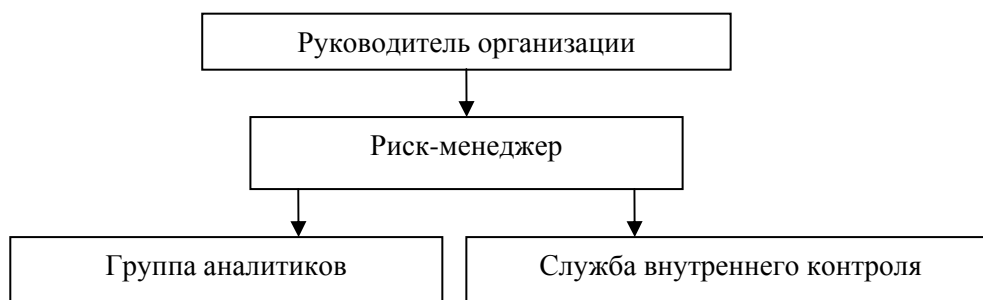 Руководитель организации
Риск-менеджер
Группа аналитиков
Служба внутреннего контроля